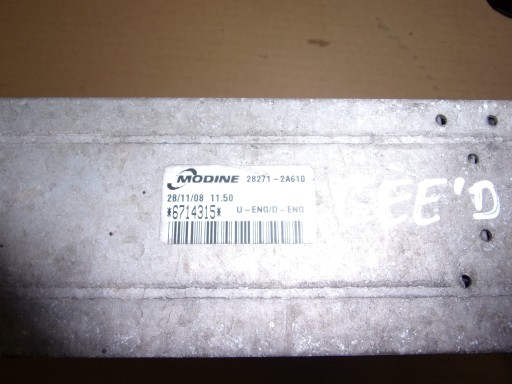 MODINE 28271-2A610
28/11/08 11.50
*6714315* U-ENG/D-ENG
EE'D